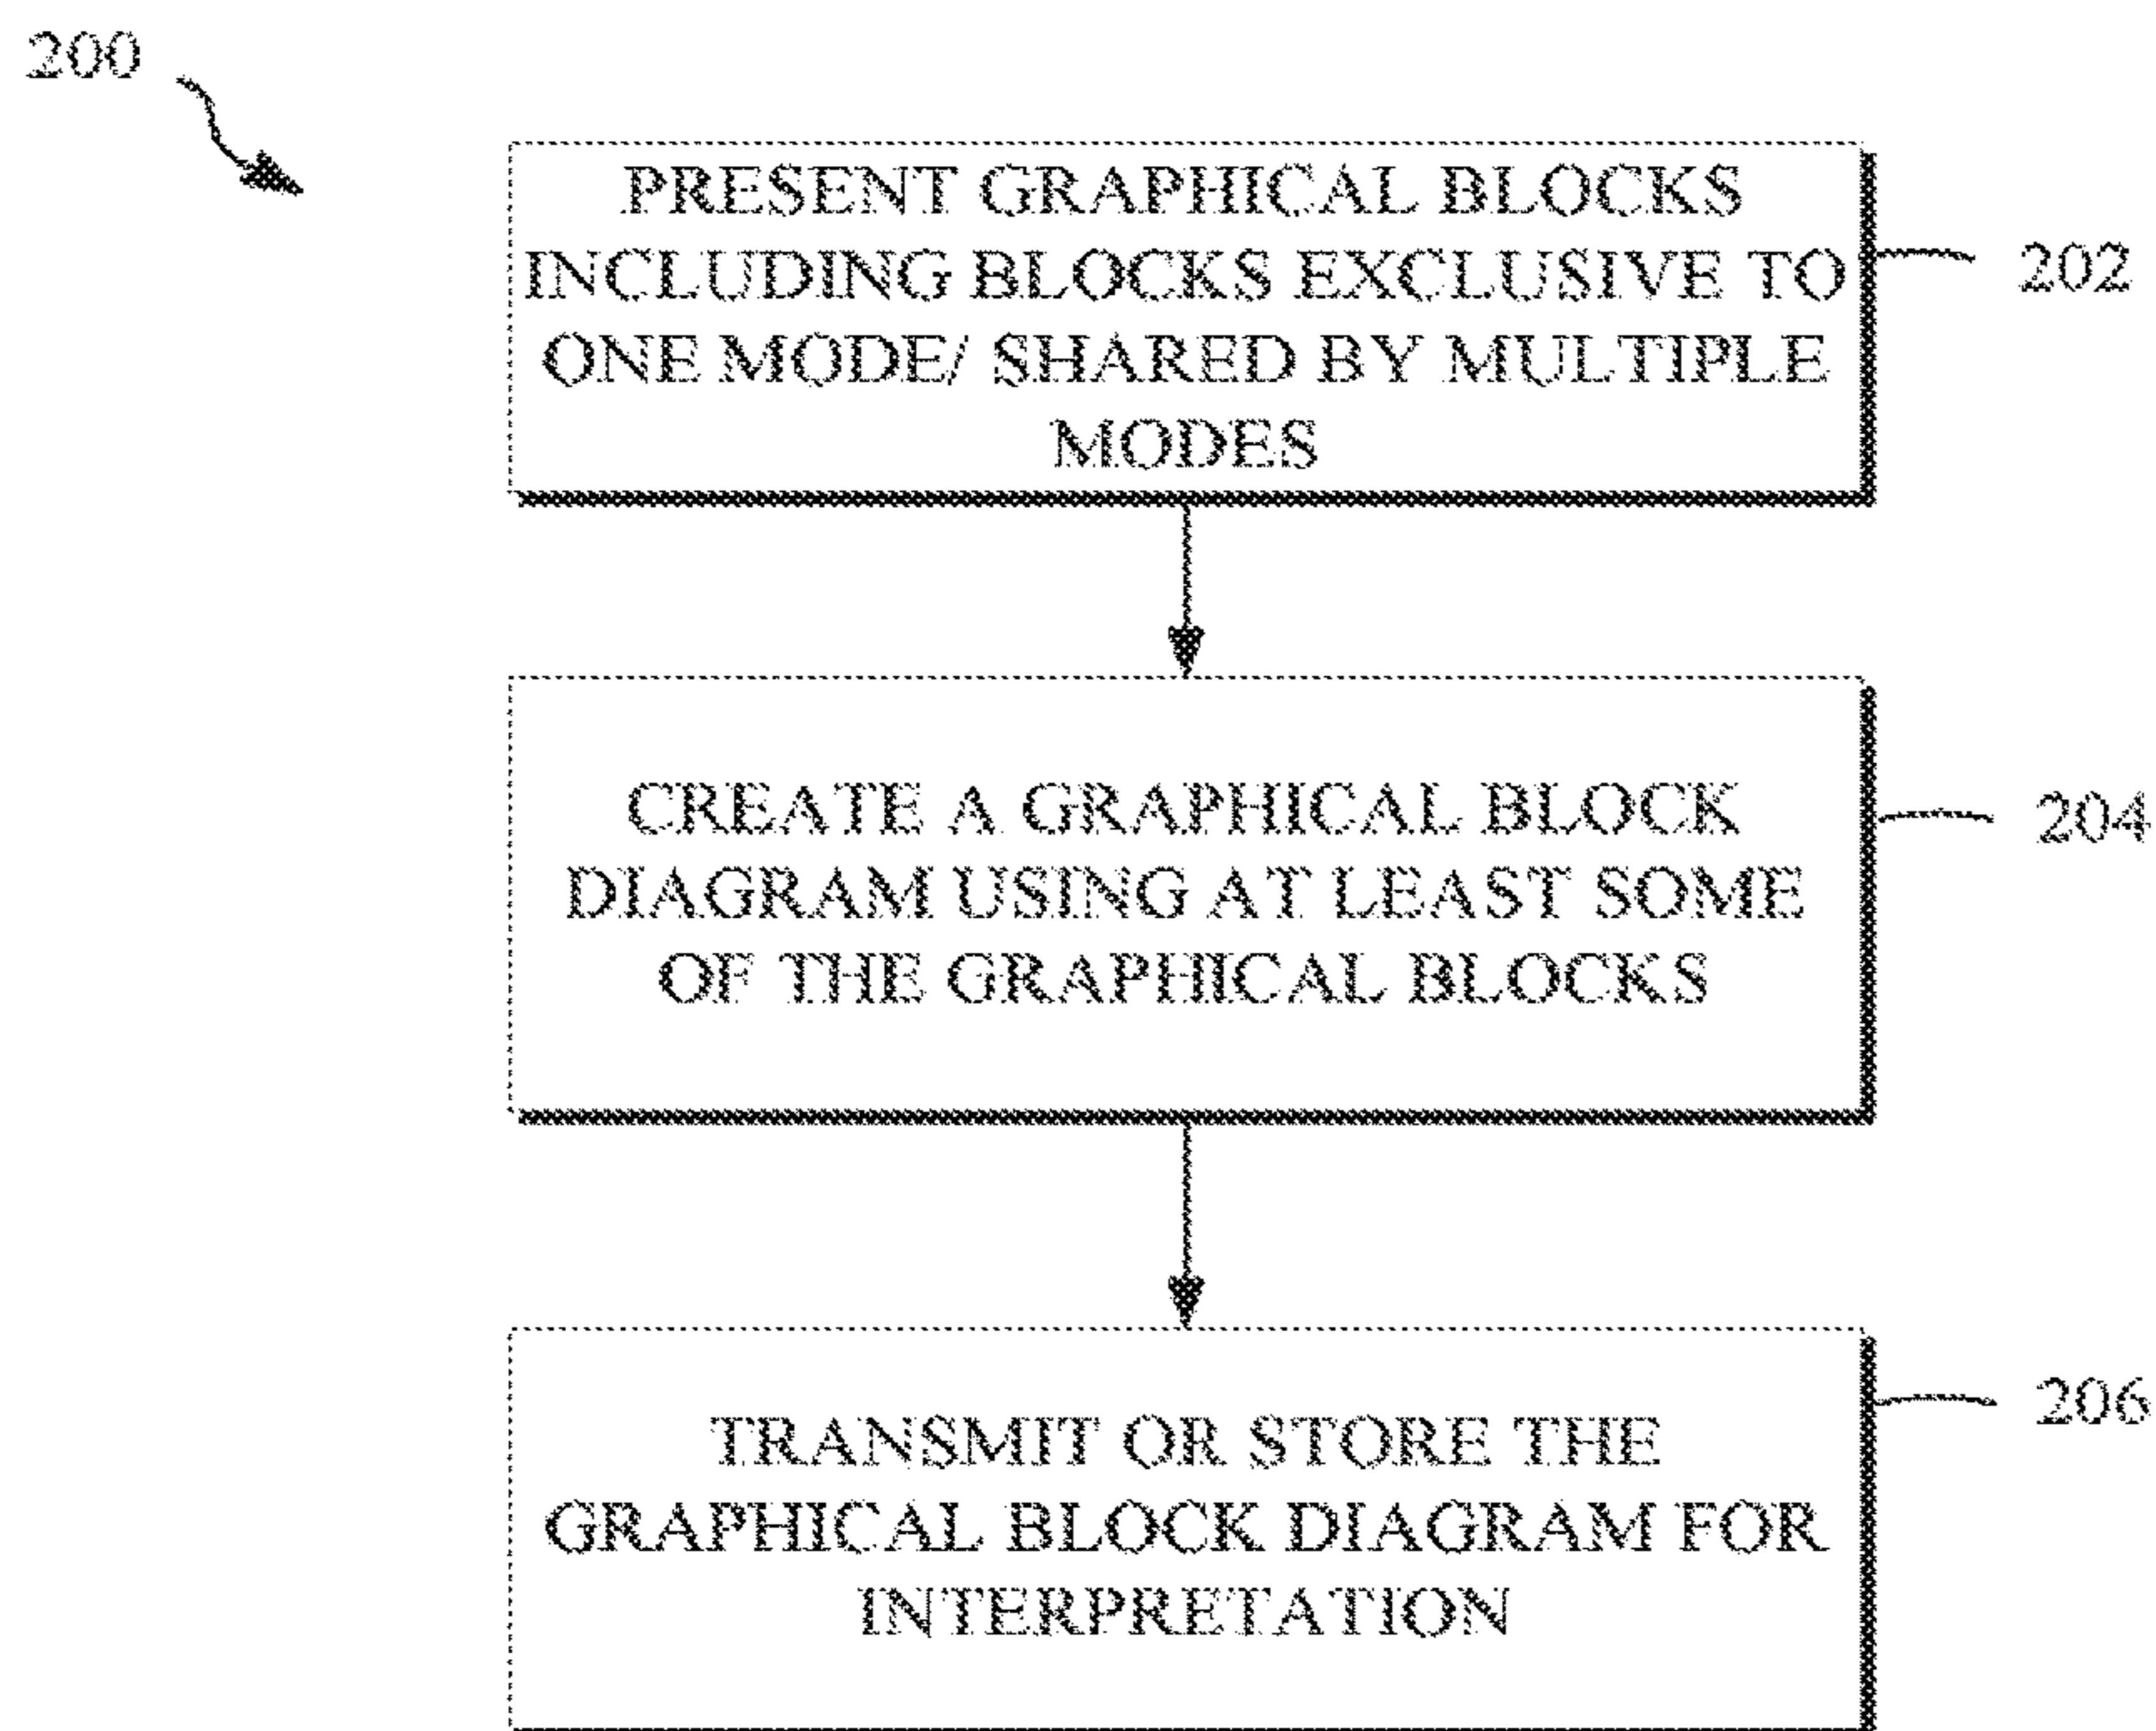 200
PRESENT GRAPHICAL BLOCKS
INCLUDING BLOCKS EXCLUSIVE TO
ONE MODE/ SHARED BY MULTIPLE
MODES
202
CREATE A GRAPHICAL BLOCK
DIAGRAM USING AT LEAST SOME
OF THE GRAPHICAL BLOCKS
204
TRANSMIT OR STORE THE
GRAPHICAL BLOCK DIAGRAM FOR
INTERPRETATION
206